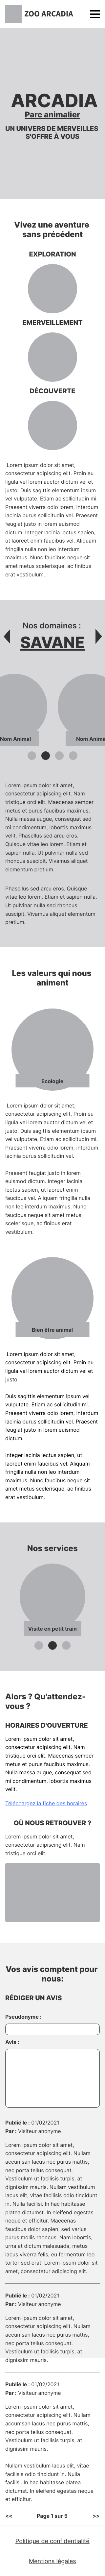 ZOO ARCADIA
ARCADIA
Parc animalier
UN UNIVERS DE MERVEILLES
S'OFFRE À VOUS
Vivez une aventure
sans précédent
EXPLORATION
EMERVEILLEMENT
DÉCOUVERTE
Lorem ipsum dolor sit amet,
consectetur adipiscing elit. Proin eu
ligula vel lorem auctor dictum vel et
justo. Duis sagittis elementum ipsum
vel vulputate. Etiam ac sollicitudin mi.
Praesent viverra odio lorem, interdum
lacinia purus sollicitudin vel. Praesent
feugiat justo in lorem euismod
dictum. Integer lacinia lectus sapien,
ut laoreet enim faucibus vel. Aliquam
fringilla nulla non leo interdum
maximus. Nunc faucibus neque sit
amet metus scelerisque, ac finibus
erat vestibulum.
Nos domaines :
SAVANE
Nom Animal
Nom Anima
Lorem ipsum dolor sit amet,
consectetur adipiscing elit. Nam
tristique orci elit. Maecenas semper
metus et purus faucibus maximus.
Nulla massa augue, consequat sed
mi condimentum, lobortis maximus
velit. Phasellus sed arcu eros.
Quisque vitae leo lorem. Etiam et
sapien nulla. Ut pulvinar nulla sed
rhoncus suscipit. Vivamus aliquet
elementum pretium.
Phasellus sed arcu eros. Quisque
vitae leo lorem. Etiam et sapien nulla.
Ut pulvinar nulla sed rhoncus
suscipit. Vivamus aliquet elementum
pretium.
Les valeurs qui nous
animent
Ecologie
Lorem ipsum dolor sit amet,
consectetur adipiscing elit. Proin eu
ligula vel lorem auctor dictum vel et
justo. Duis sagittis elementum ipsum
vel vulputate. Etiam ac sollicitudin mi.
Praesent viverra odio lorem, interdum
lacinia purus sollicitudin vel.
Praesent feugiat justo in lorem
euismod dictum. Integer lacinia
lectus sapien, ut laoreet enim
faucibus vel. Aliquam fringilla nulla
non leo interdum maximus. Nunc
faucibus neque sit amet metus
scelerisque, ac finibus erat
vestibulum.
Bien être animal
Lorem ipsum dolor sit amet,
consectetur adipiscing elit. Proin eu
ligula vel lorem auctor dictum vel et
justo.
Duis sagittis elementum ipsum vel
vulputate. Etiam ac sollicitudin mi.
Praesent viverra odio lorem, interdum
lacinia purus sollicitudin vel. Praesent
feugiat justo in lorem euismod
dictum.
Integer lacinia lectus sapien, ut
laoreet enim faucibus vel. Aliquam
fringilla nulla non leo interdum
maximus. Nunc faucibus neque sit
amet metus scelerisque, ac finibus
erat vestibulum.
Nos services
Visite en petit train
Alors ? Qu'attendez-
vous ?
HORAIRES D'OUVERTURE
Lorem ipsum dolor sit amet,
consectetur adipiscing elit. Nam
tristique orci elit. Maecenas semper
metus et purus faucibus maximus.
Nulla massa augue, consequat sed
mi condimentum, lobortis maximus
velit.
Téléchargez la fiche des horaires
OÙ NOUS RETROUVER ?
Lorem ipsum dolor sit amet,
consectetur adipiscing elit. Nam
tristique orci elit.
Vos avis comptent pour
nous:
RÉDIGER UN AVIS
Pseudonyme :
Avis :
Publié le : 01/02/2021
Par : Visiteur anonyme
Lorem ipsum dolor sit amet,
consectetur adipiscing elit. Nullam
accumsan lacus nec purus mattis,
nec porta tellus consequat.
Vestibulum ut facilisis turpis, at
dignissim mauris. Nullam vestibulum
lacus elit, vitae facilisis odio tincidunt
in. Nulla facilisi. In hac habitasse
platea dictumst. In eleifend egestas
neque et efficitur. Maecenas
faucibus dolor sapien, sed varius
purus mollis rhoncus. Nam lobortis,
urna at dictum malesuada, metus
lacus viverra felis, eu fermentum leo
tortor sed erat. Lorem ipsum dolor sit
amet, consectetur adipiscing elit.
Publié le : 01/02/2021
Par : Visiteur anonyme
Lorem ipsum dolor sit amet,
consectetur adipiscing elit. Nullam
accumsan lacus nec purus mattis,
nec porta tellus consequat.
Vestibulum ut facilisis turpis, at
dignissim mauris.
Publié le : 01/02/2021
Par : Visiteur anonyme
Lorem ipsum dolor sit amet,
consectetur adipiscing elit. Nullam
accumsan lacus nec purus mattis,
nec porta tellus consequat.
Vestibulum ut facilisis turpis, at
dignissim mauris.
Nullam vestibulum lacus elit, vitae
facilisis odio tincidunt in. Nulla
facilisi. In hac habitasse platea
dictumst. In eleifend egestas neque
et efficitur.
<< Page 1 sur 5 >>
Politique de confidentialité
Mentions légales